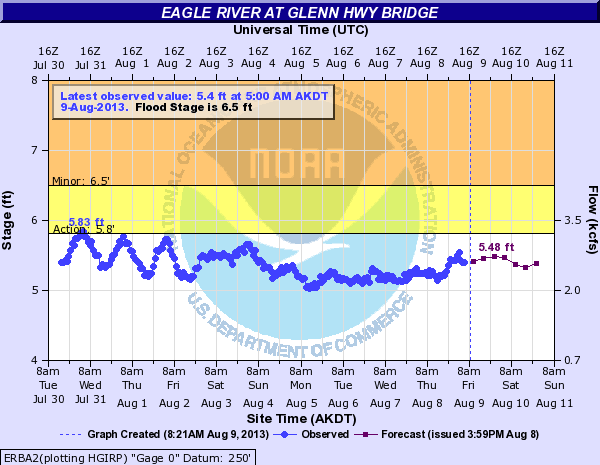 EAGLE RIVER AT GLENN HWY BRIDGE
Universal Time (UTC)
16Z 16Z 16Z 16Z 16Z 16Z 16Z 16Z 16Z 16Z 16Z 16Z 16Z
Jul 30 Jul 31 Aug 1 Aug 2 Aug 3 Aug 4 Aug 5 Aug 6 Aug 7 Aug 8 Aug 9 Aug 10 Aug 11
Latest observed value: 5.4 ft at 5:00 AM AKDT
9-Aug-2013. Flood Stage is 6.5 ft
NATIONAL OCEANIC AND ATMOSPHERIC ADMINISTRATION
NOAA
U.S. DEPARTMENT OF COMMERCE
Stage (ft)
8
7
6
5
4
Minor: 6.5'
5.83 ft
Action: 5.8'
5.48 ft
Flow (kcfs)
3.5
2.0
0.7
8am 8am 8am 8am 8am 8am 8am 8am 8am 8am 8am 8am 8am
Tue Wed Thu Fri Sat Sun Mon Tue Wed Thu Fri Sat Sun
Jul 30 Jul 31 Aug 1 Aug 2 Aug 3 Aug 4 Aug 5 Aug 6 Aug 7 Aug 8 Aug 9 Aug 10 Aug 11
Site Time (AKDT)
Graph Created (8:21AM Aug 9, 2013) Observed Forecast (issued 3:59PM Aug 8)
ERBA2(plotting HGIRP) "Gage 0" Datum: 250'